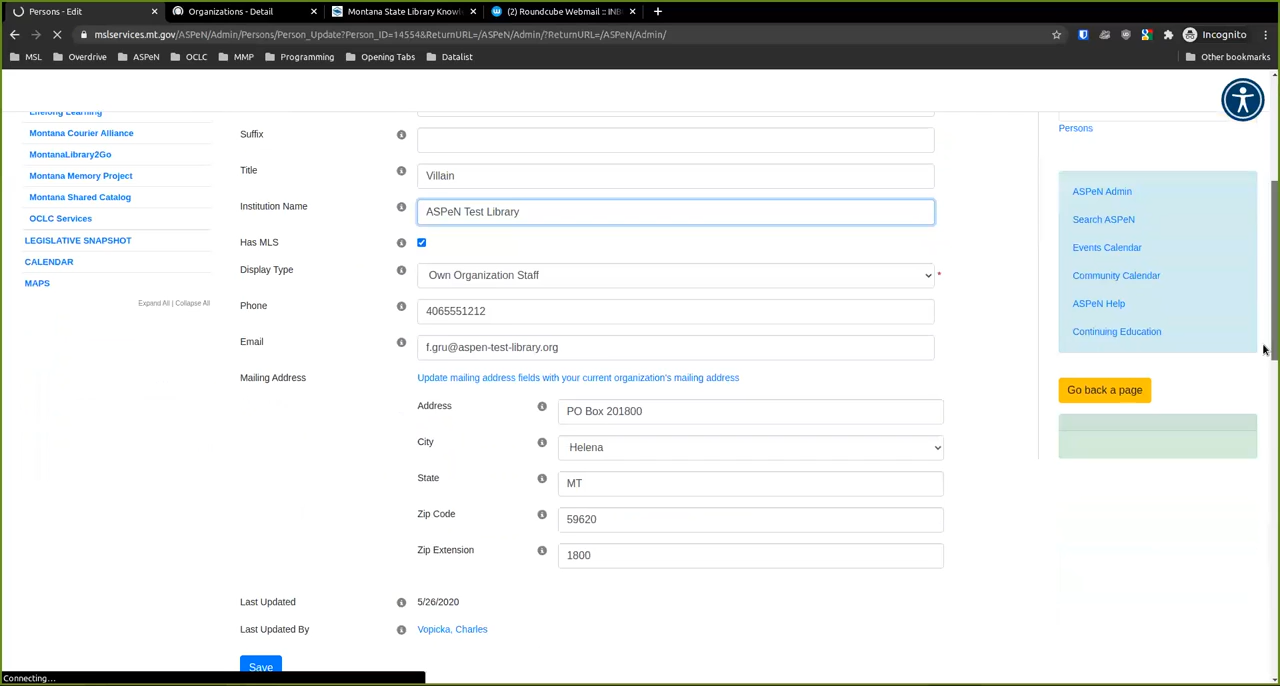 Persons - Edit
Organizations - Detail
Montana State Library Knowl
(2) Roundcube Webmail :: INB
mslservices.mt.gov/ASPeN/Admin/Persons/Person_Update?Person_ID=14554&ReturnURL=/ASPeN/Admin/?ReturnURL=/ASPeN/Admin/
Incognito
MSL
Overdrive
ASPeN
OCLC
MMP
Programming
Opening Tabs
Datalist
Other bookmarks
Lifelong Learning
Montana Courier Alliance
MontanaLibrary2Go
Montana Memory Project
Montana Shared Catalog
OCLC Services
LEGISLATIVE SNAPSHOT
CALENDAR
MAPS
Expand All | Collapse All
Suffix
Title
Villain
Institution Name
ASPeN Test Library
Has MLS
Display Type
Own Organization Staff
*
Phone
4065551212
Email
f.gru@aspen-test-library.org
Mailing Address
Update mailing address fields with your current organization's mailing address
Address
PO Box 201800
City
Helena
State
MT
Zip Code
59620
Zip Extension
1800
Last Updated
5/26/2020
Last Updated By
Vopicka, Charles
Save
Persons
ASPeN Admin
Search ASPeN
Events Calendar
Community Calendar
ASPeN Help
Continuing Education
Go back a page
Connecting…